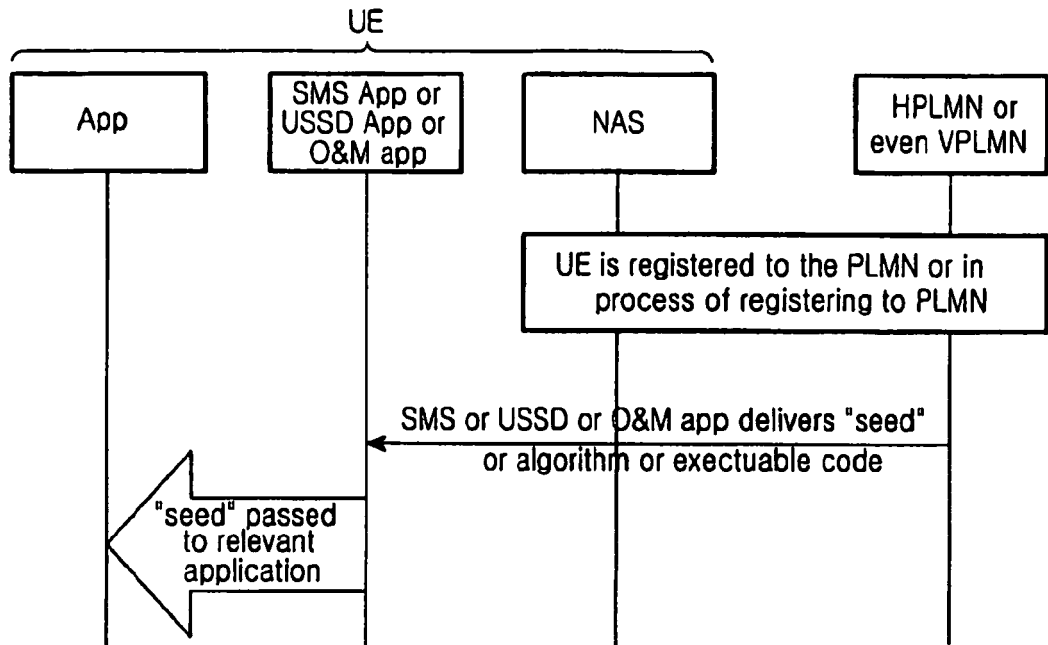 UE
App
SMS App or
USSD App or
O&M app
NAS
HPLMN or
even VPLMN
UE is registered to the PLMN or in
process of registering to PLMN
SMS or USSD or O&M app delivers "seed"
or algorithm or exectuable code
"seed" passed
to relevant
application